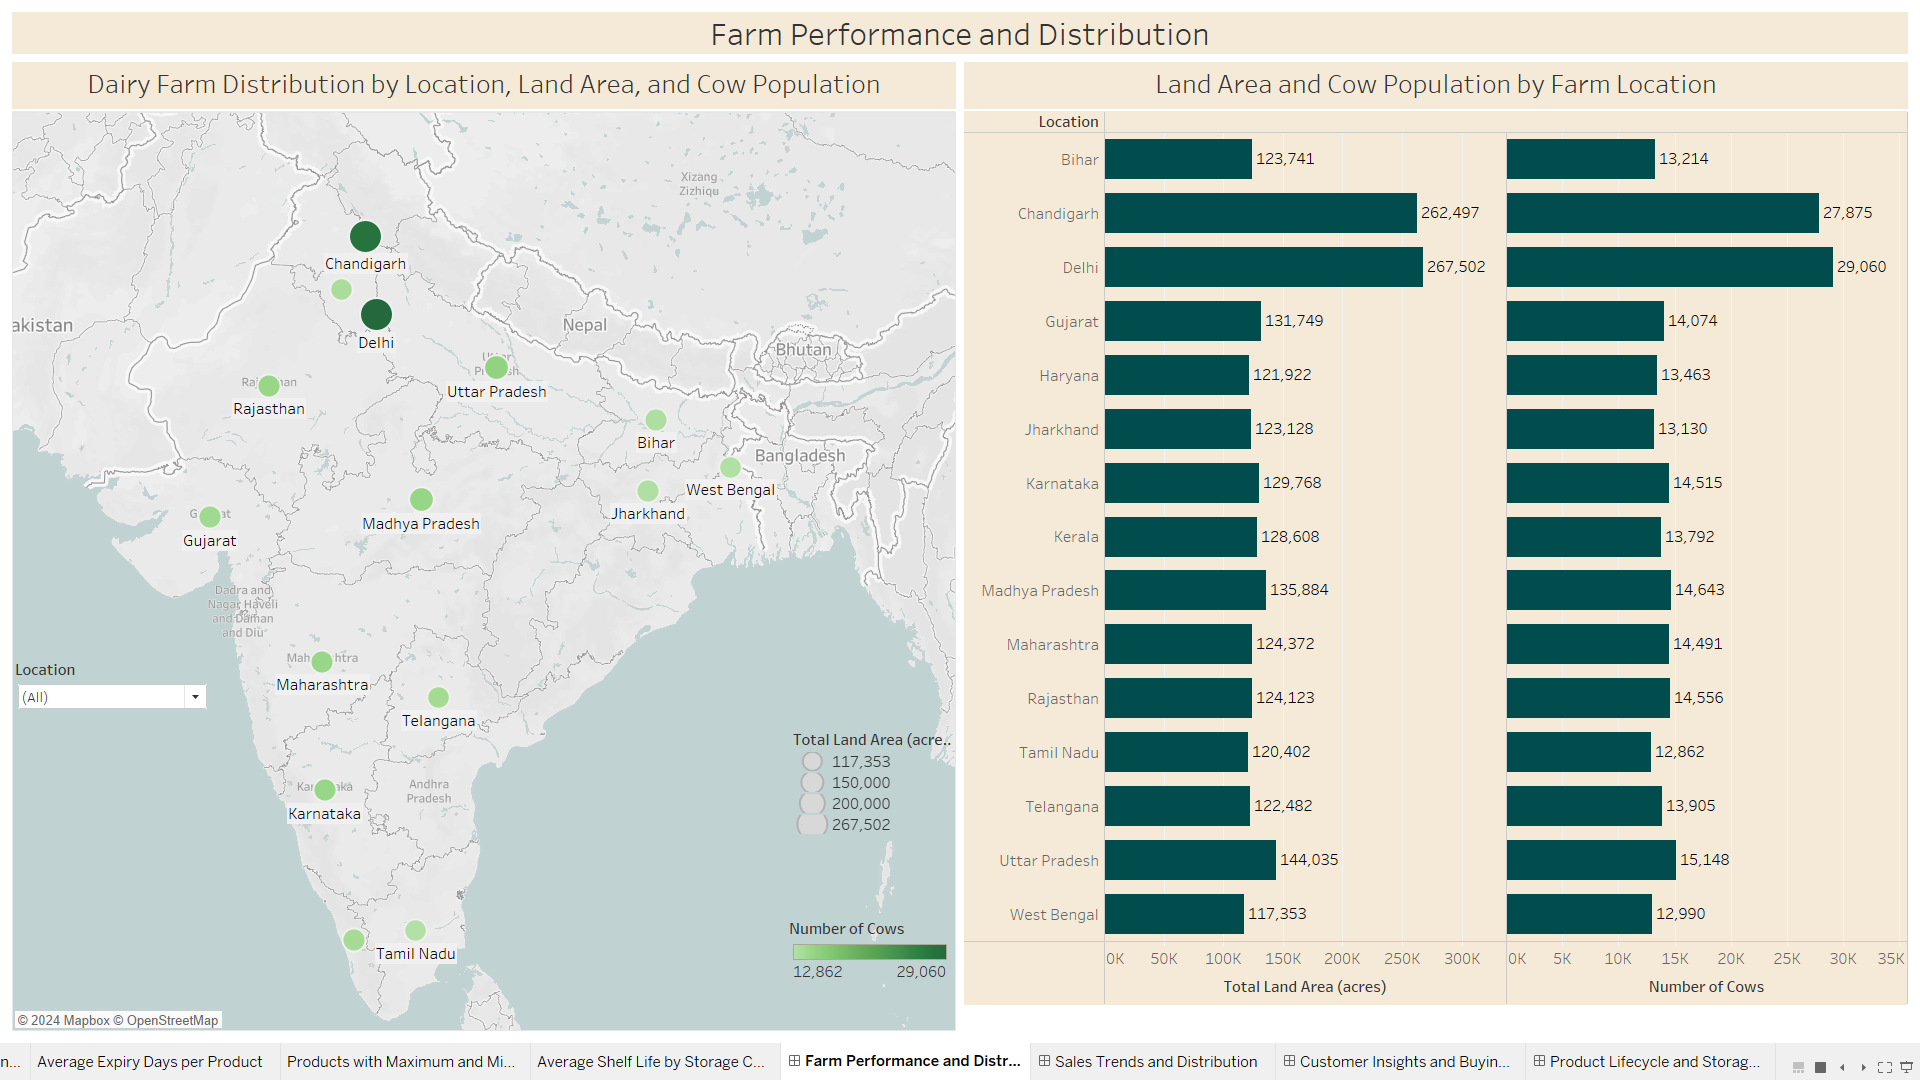 Farm Performance and Distribution
Dairy Farm Distribution by Location, Land Area, and Cow Population
Xizang
Zizhiqu
Chandigarh
akistan
Nepal
Delhi
Bhutan
Uttar Pradesh
Rajasthan
Bihar
Bangladesh
West Bengal
Madhya Pradesh
Jharkhand
Gujarat
Dadra and
Nagar Haveli
and Daman
and Diu
Maharashtra
Location
(All)
Telangana
Total Land Area (acre..
117,353
150,000
200,000
267,502
Andhra
Pradesh
Karnataka
Number of Cows
12,862 29,060
Tamil Nadu
© 2024 Mapbox © OpenStreetMap
Land Area and Cow Population by Farm Location
Location
Bihar 123,741 13,214
Chandigarh 262,497 27,875
Delhi 267,502 29,060
Gujarat 131,749 14,074
Haryana 121,922 13,463
Jharkhand 123,128 13,130
Karnataka 129,768 14,515
Kerala 128,608 13,792
Madhya Pradesh 135,884 14,643
Maharashtra 124,372 14,491
Rajasthan 124,123 14,556
Tamil Nadu 120,402 12,862
Telangana 122,482 13,905
Uttar Pradesh 144,035 15,148
West Bengal 117,353 12,990
0K 50K 100K 150K 200K 250K 300K 0K 5K 10K 15K 20K 25K 30K 35K
Total Land Area (acres) Number of Cows
n... Average Expiry Days per Product Products with Maximum and Mi... Average Shelf Life by Storage C... Farm Performance and Distr... Sales Trends and Distribution Customer Insights and Buyin... Product Lifecycle and Storag...